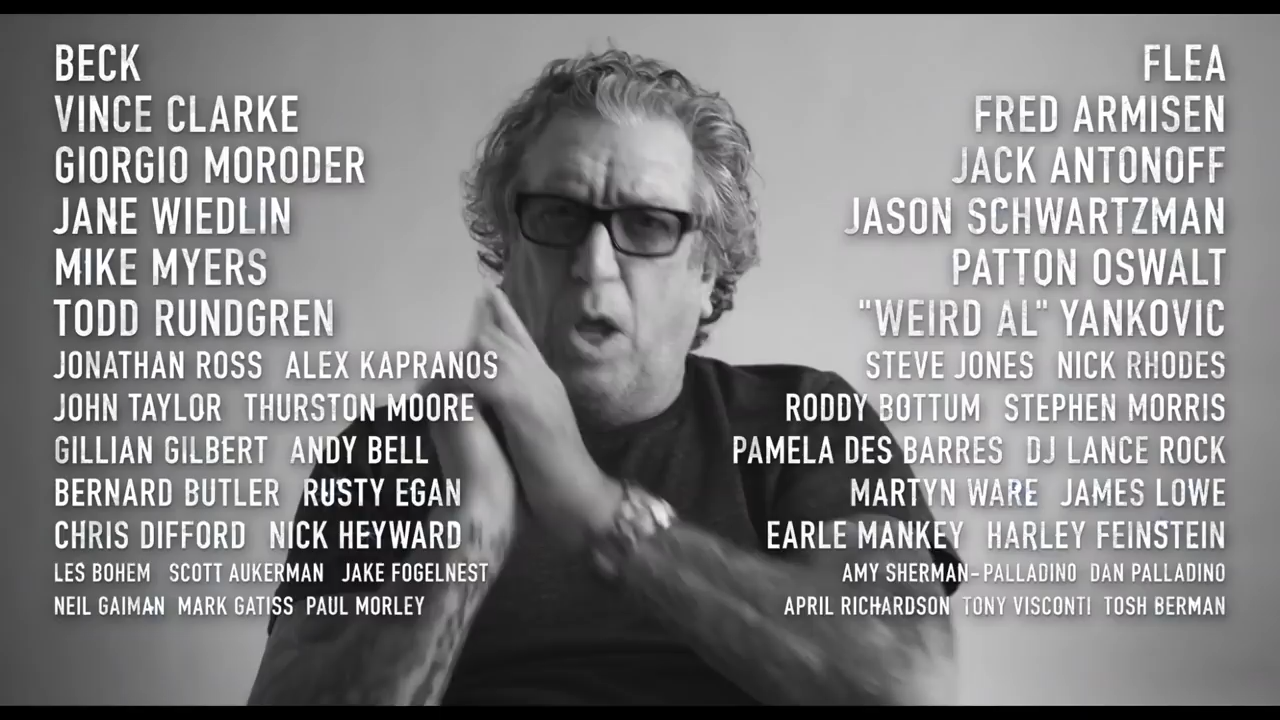 BECK
VINCE CLARKE
GIORGIO MORODER
JANE WIEDLIN
MIKE MYERS
TODD RUNDGREN
JONATHAN ROSS ALEX KAPRANOS
JOHN TAYLOR THURSTON MOORE
GILLIAN GILBERT ANDY BELL
BERNARD BUTLER RUSTY EGAN
CHRIS DIFFORD NICK HEYWARD
LES BOHEM SCOTT AUKERMAN JAKE FOGELNEST
NEIL GAIMAN MARK GATISS PAUL MORLEY
FLEA
FRED ARMISEN
JACK ANTONOFF
JASON SCHWARTZMAN
PATTON OSWALT
"WEIRD AL" YANKOVIC
STEVE JONES NICK RHODES
RODDY BOTTUM STEPHEN MORRIS
PAMELA DES BARRES DJ LANCE ROCK
MARTYN WARE JAMES LOWE
EARLE MANKEY HARLEY FEINSTEIN
AMY SHERMAN-PALLADINO DAN PALLADINO
APRIL RICHARDSON TONY VISCONTI TOSH BERMAN